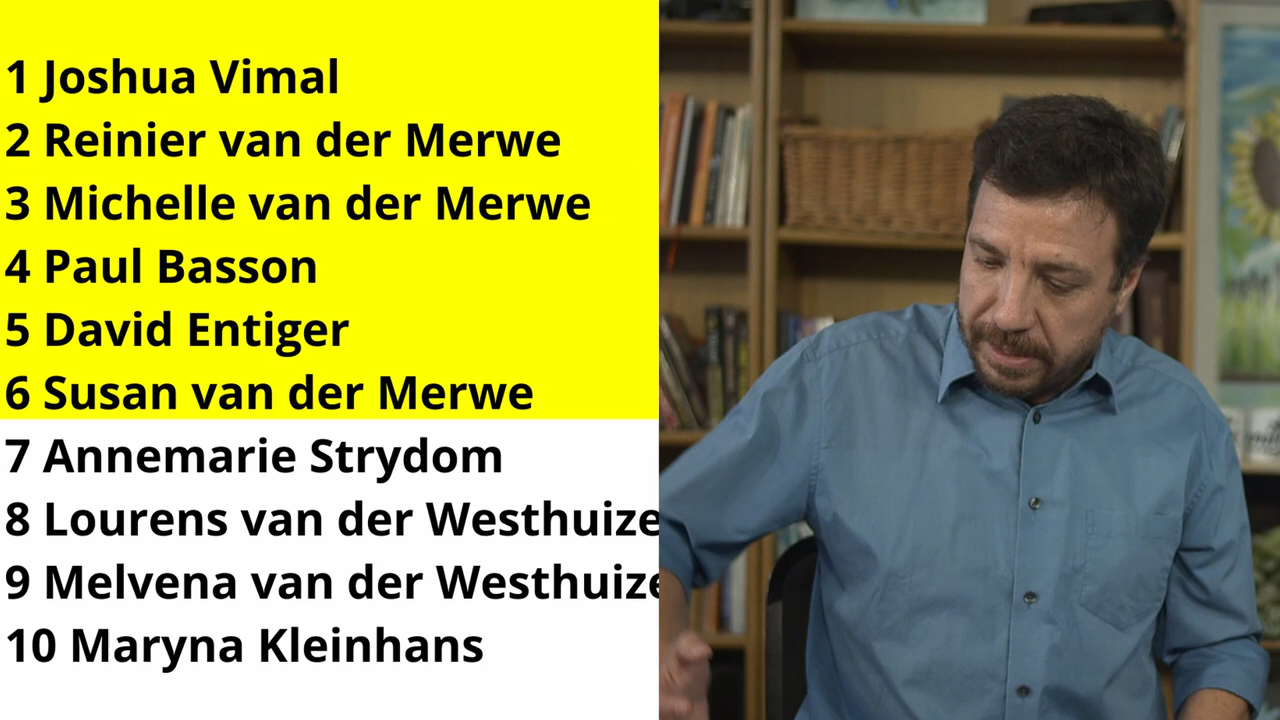 1 Joshua Vimal
2 Reinier van der Merwe
3 Michelle van der Merwe
4 Paul Basson
5 David Entiger
6 Susan van der Merwe
7 Annemarie Strydom
8 Lourens van der Westhuize
9 Melvena van der Westhuize
10 Maryna Kleinhans